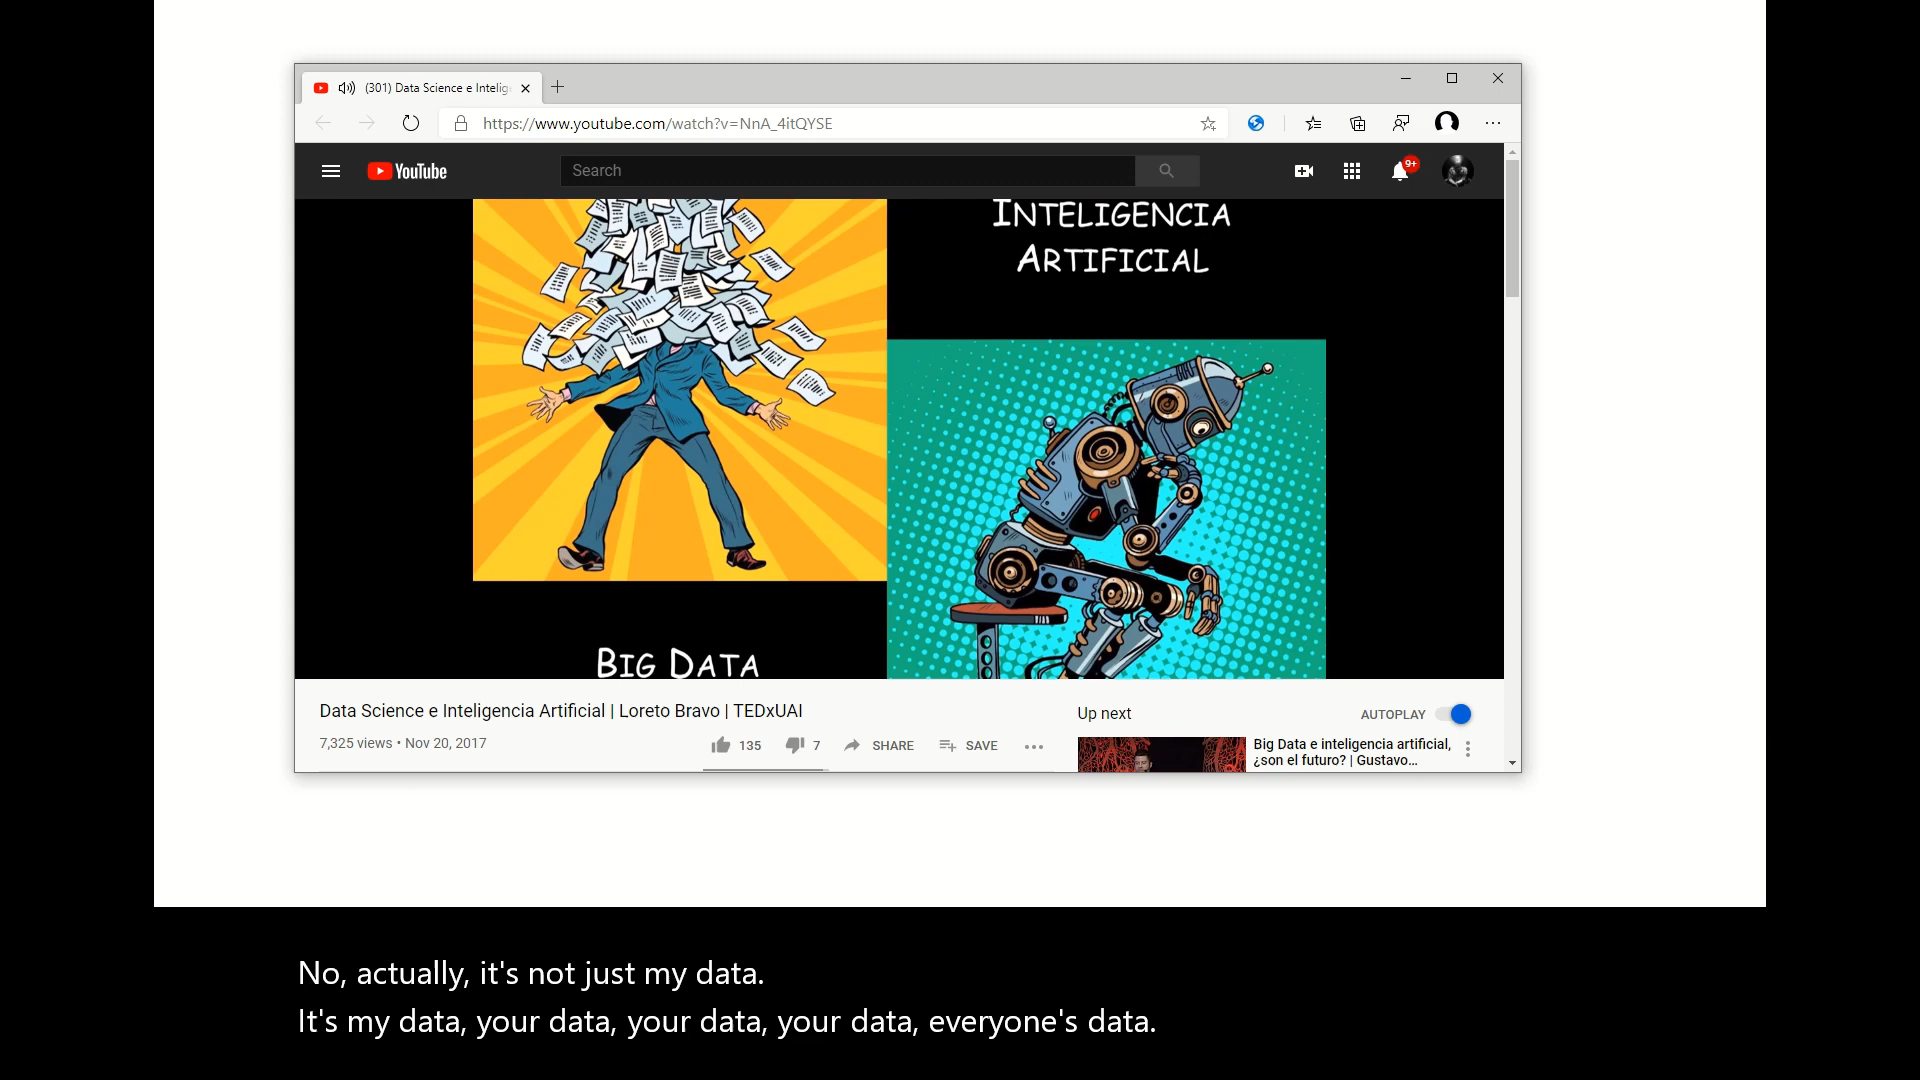 (301) Data Science e Intelig
https://www.youtube.com/watch?v=NnA_4itQYSE
YouTube
Search
9+
INTELIGENCIA
ARTIFICIAL
BIG DATA
Data Science e Inteligencia Artificial | Loreto Bravo | TEDxUAI
7,325 views • Nov 20, 2017
135
7
SHARE
SAVE
Up next
AUTOPLAY
Big Data e inteligencia artificial,
¿son el futuro? | Gustavo...
No, actually, it's not just my data.
It's my data, your data, your data, your data, everyone's data.